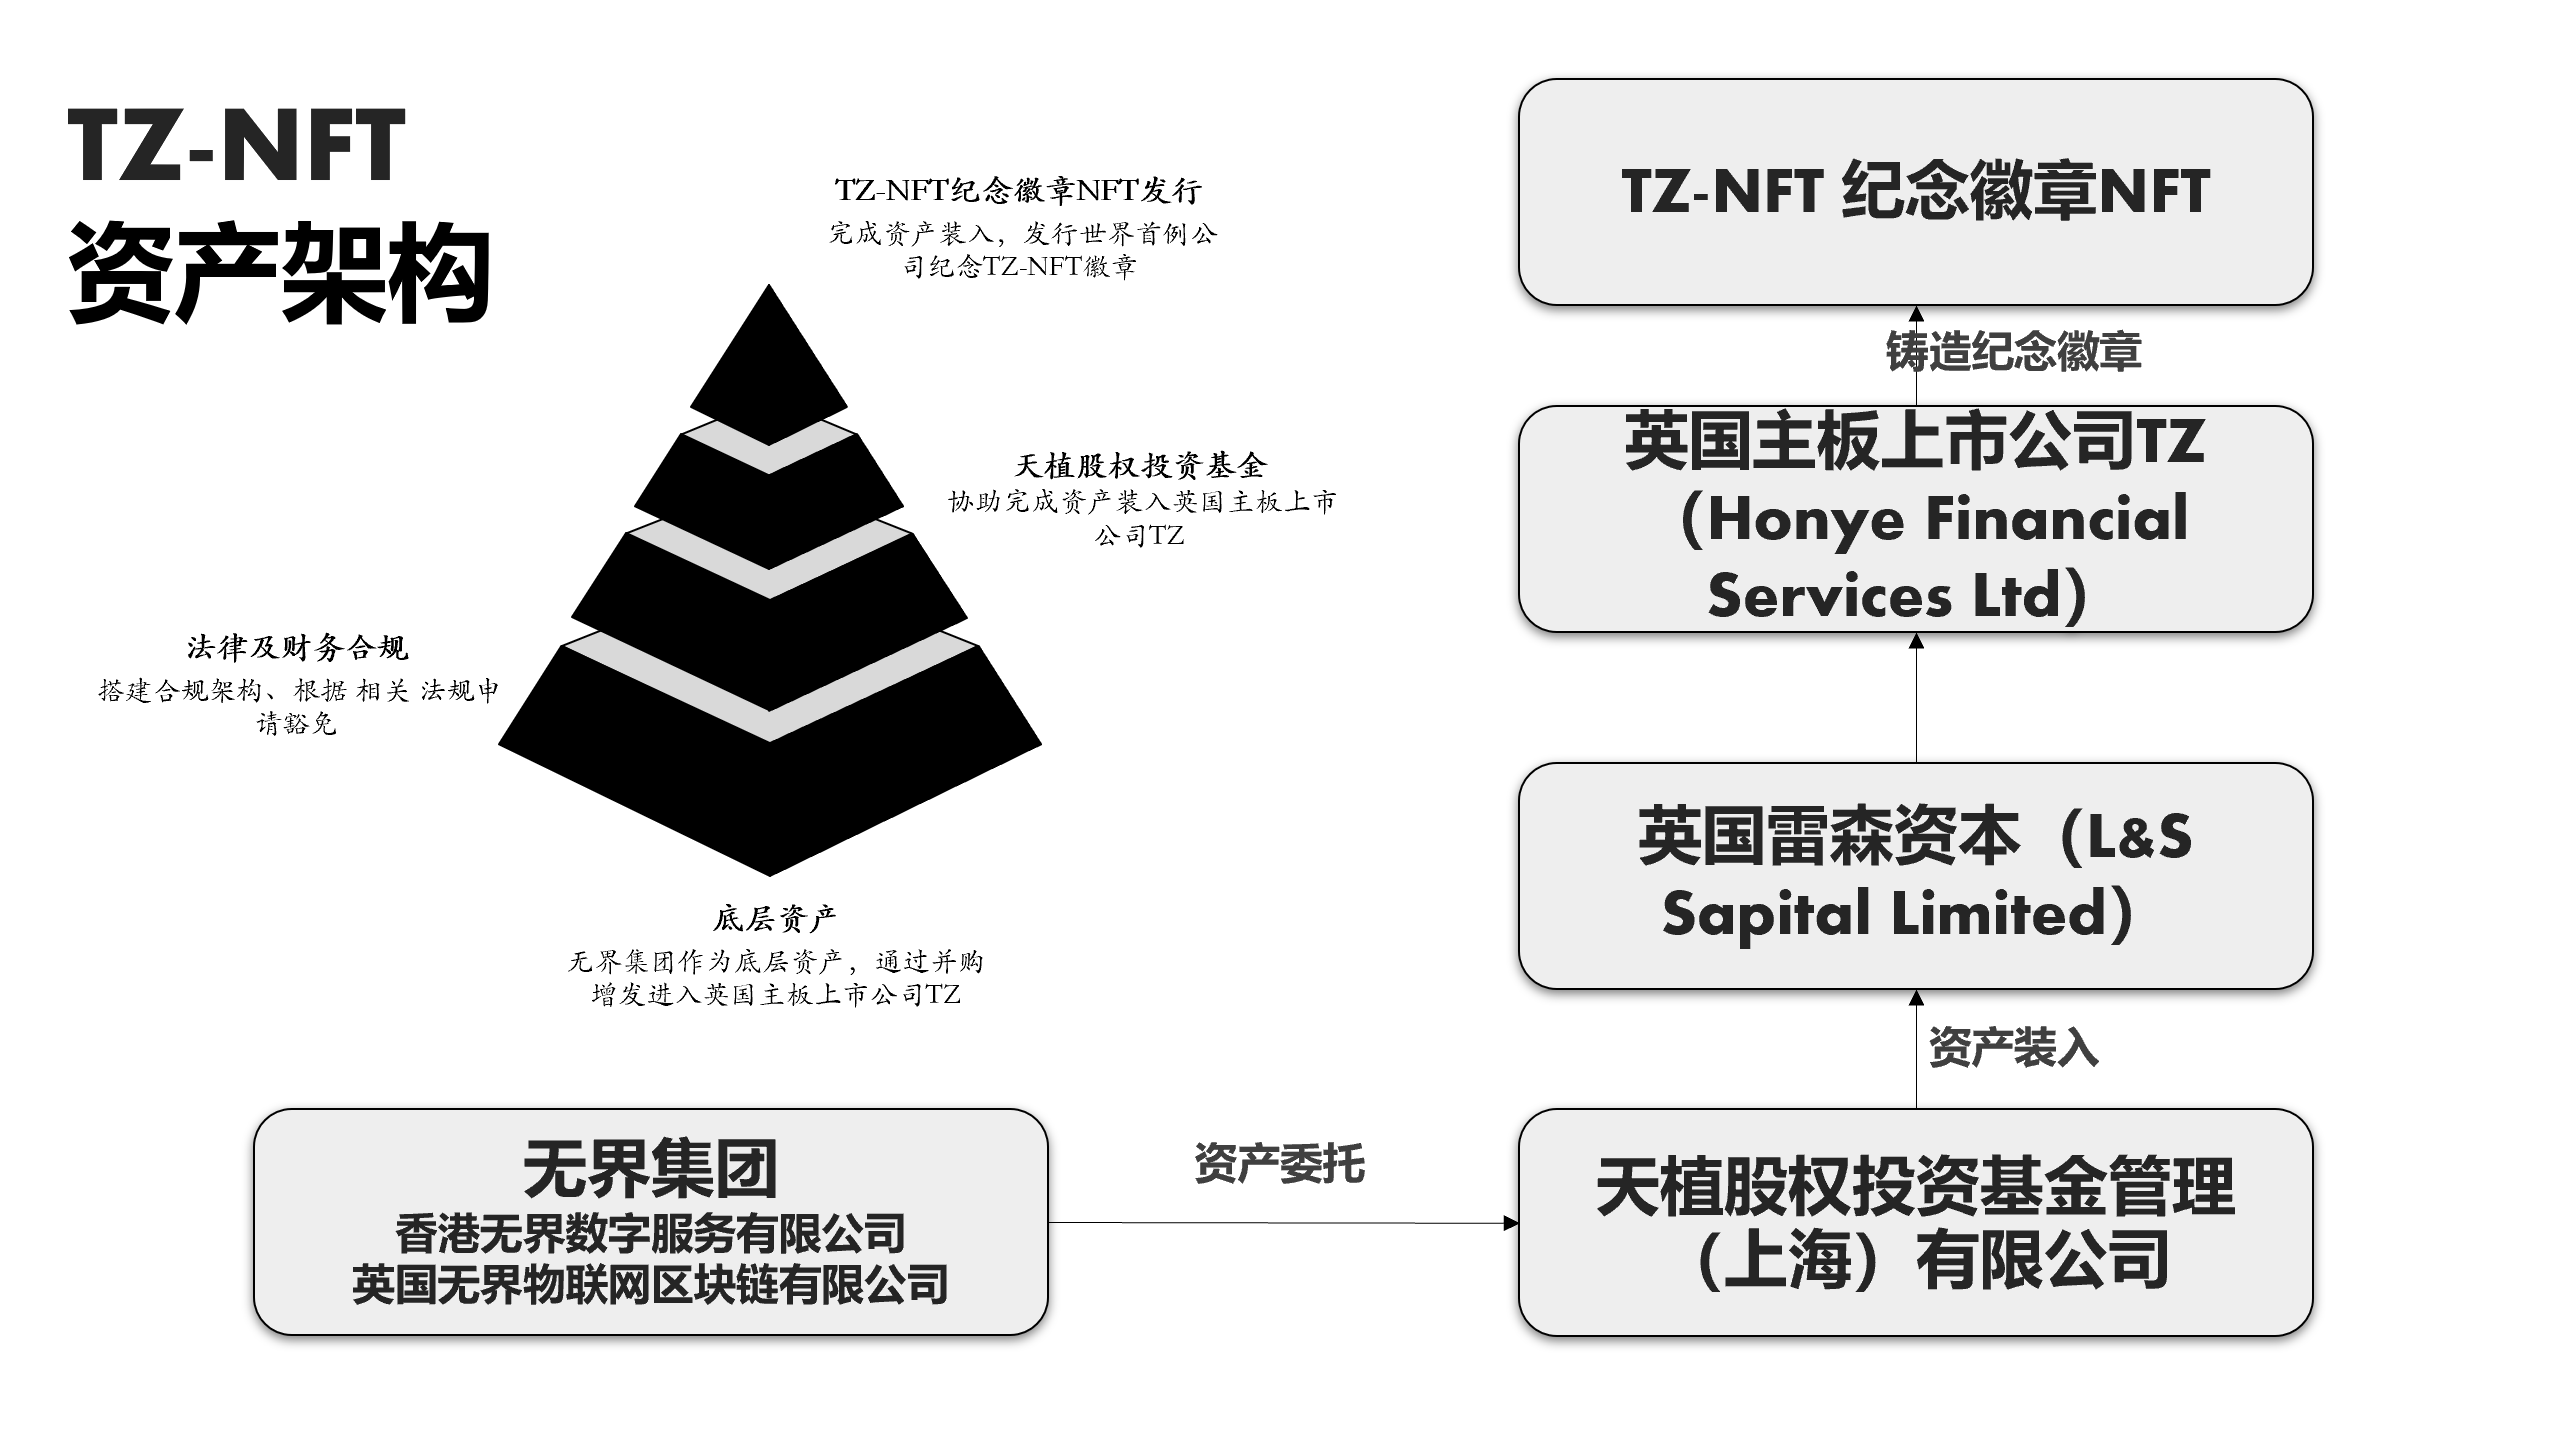 TZ-NFT
资产架构
TZ-NFT纪念徽章NFT发行
完成资产装入，发行世界首例公
司纪念TZ-NFT徽章
天植股权投资基金
协助完成资产装入英国主板上市
公司TZ
法律及财务合规
搭建合规架构、根据 相关 法规申
请豁免
底层资产
无界集团作为底层资产，通过并购
增发进入英国主板上市公司TZ
TZ-NFT 纪念徽章NFT
铸造纪念徽章
英国主板上市公司TZ
（Honye Financial
Services Ltd）
英国雷森资本（L&S
Sapital Limited）
资产装入
无界集团
香港无界数字服务有限公司
英国无界物联网区块链有限公司
资产委托
天植股权投资基金管理
（上海）有限公司